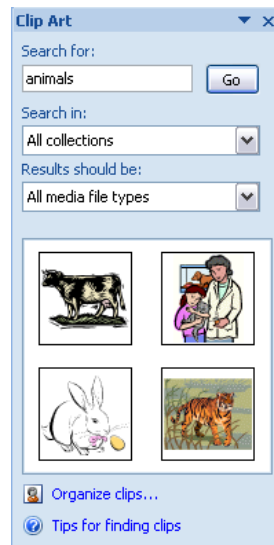 Clip Art
Search for:
animals
Go
Search in:
All collections
Results should be:
All media file types
Organize clips...
Tips for finding clips